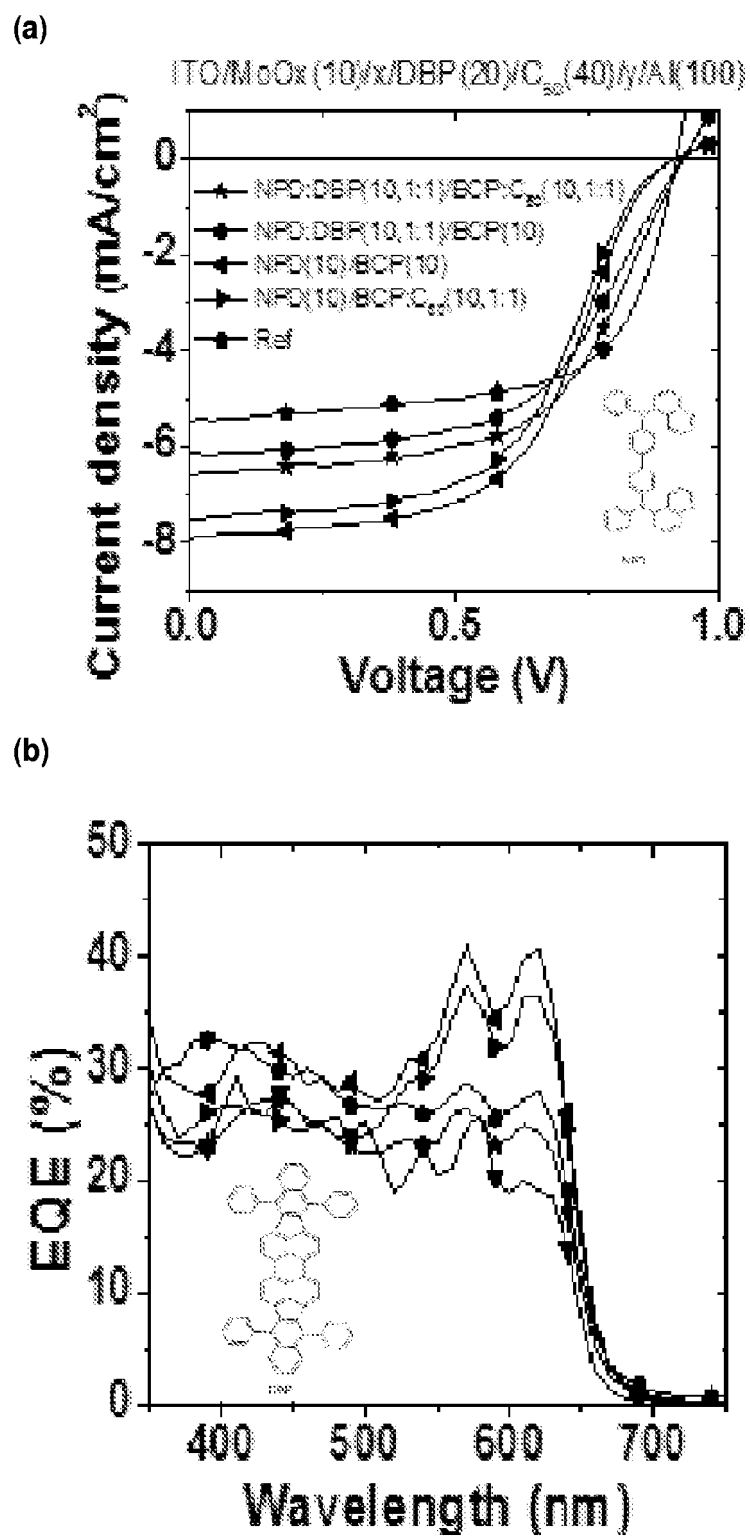 (a)
ITO/MoOx(10)/x/DBP(20)/C₆₀(40)/y/Al(100)
Current density (mA/cm²)
0
-2
-4
-6
-8
NPD:DBP(10,1:1)/BCP:C₆₀(10,1:1)
NPD:DBP(10,1:1)/BCP(10)
NPD(10)/BCP(10)
NPD(10)/BCP:C₆₀(10,1:1)
Ref
NPD
0.0 0.5 1.0
Voltage (V)
(b)
EQE (%)
50
40
30
20
10
0
DBP
400 500 600 700
Wavelength (nm)